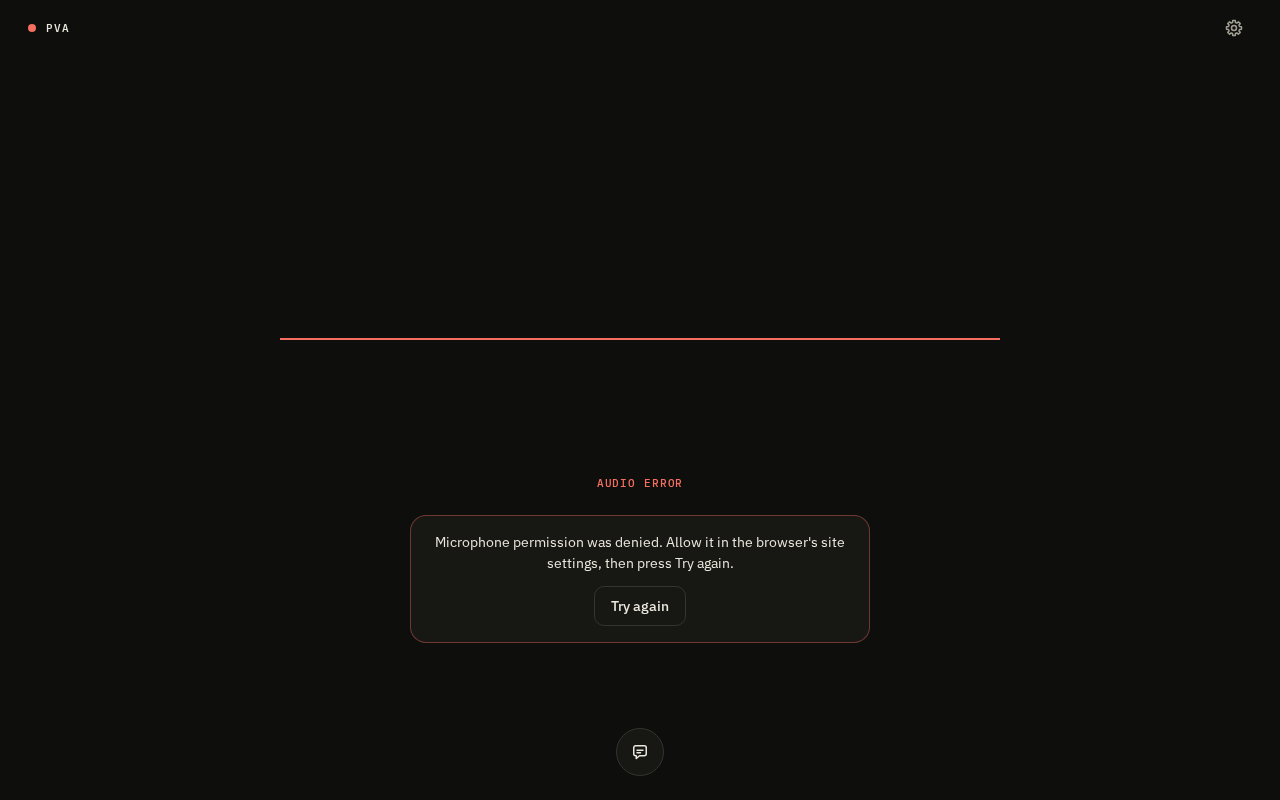 PVA
AUDIO ERROR
Microphone permission was denied. Allow it in the browser's site
settings, then press Try again.
Try again